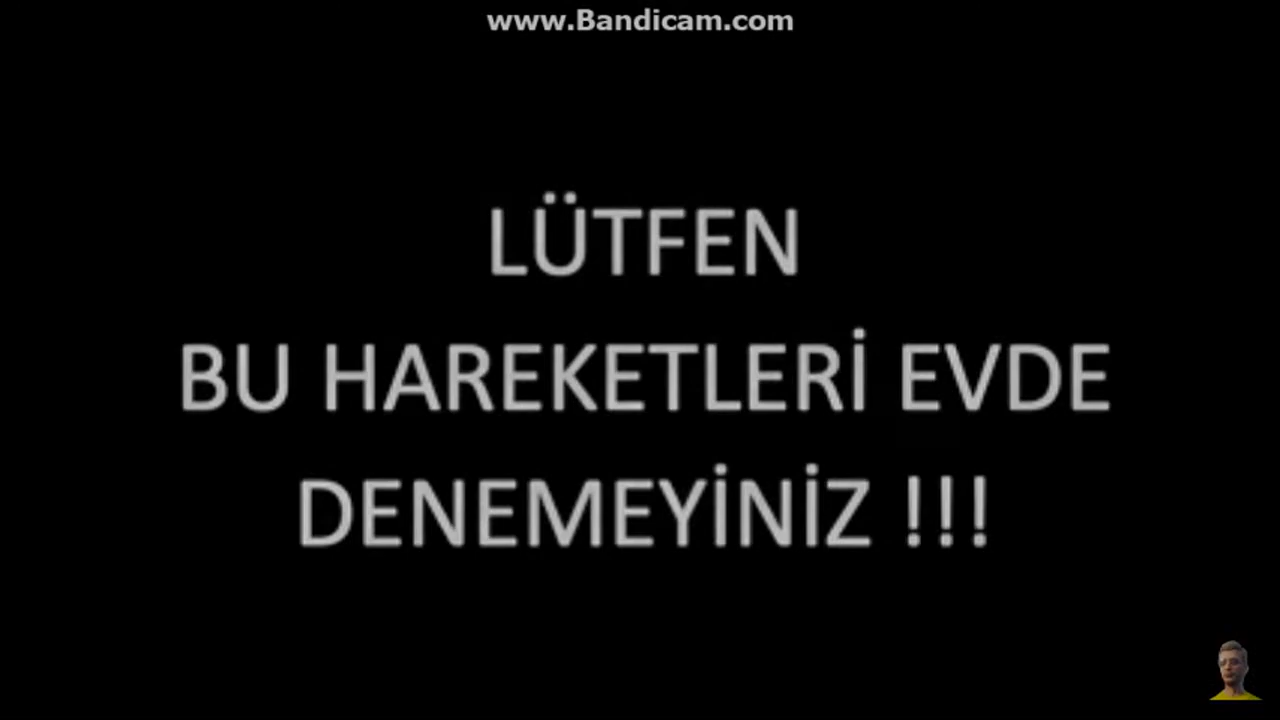 www.Bandicam.com
LÜTFEN
BU HAREKETLERİ EVDE
DENEMEYİNİZ !!!